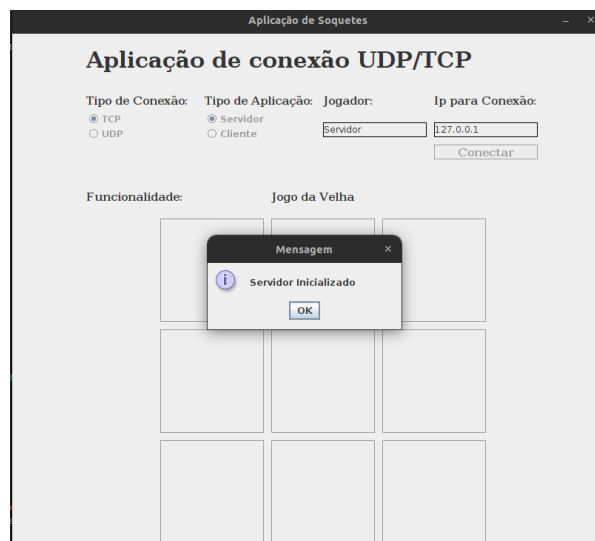 Aplicação de Soquetes
Aplicação de conexão UDP/TCP
Tipo de Conexão: Tipo de Aplicação: Jogador: Ip para Conexão:
TCP Servidor
UDP Cliente Servidor 127.0.0.1
Conectar
Funcionalidade: Jogo da Velha
Mensagem
Servidor Inicializado
OK